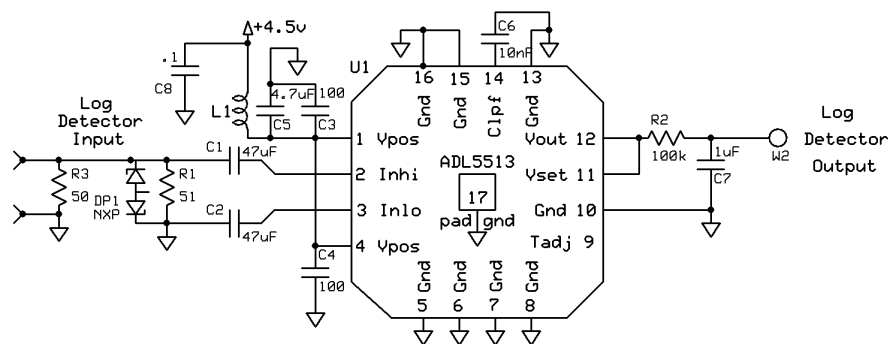 +4.5v
.1
C8
L1
4.7uF
C5
100
C3
U1
C6
10nF
16
Gnd
15
Gnd
14
Clpf
13
Gnd
Log
Detector
Input
R3
50
DP1
NXP
R1
51
C1
47uF
C2
47uF
C4
100
1 Vpos
2 Inhi
3 Inlo
4 Vpos
ADL5513
17
pad gnd
Vout 12
Vset 11
Gnd 10
Tadj 9
Gnd
5
Gnd
6
Gnd
7
Gnd
8
R2
100k
1uF
C7
W2
Log
Detector
Output